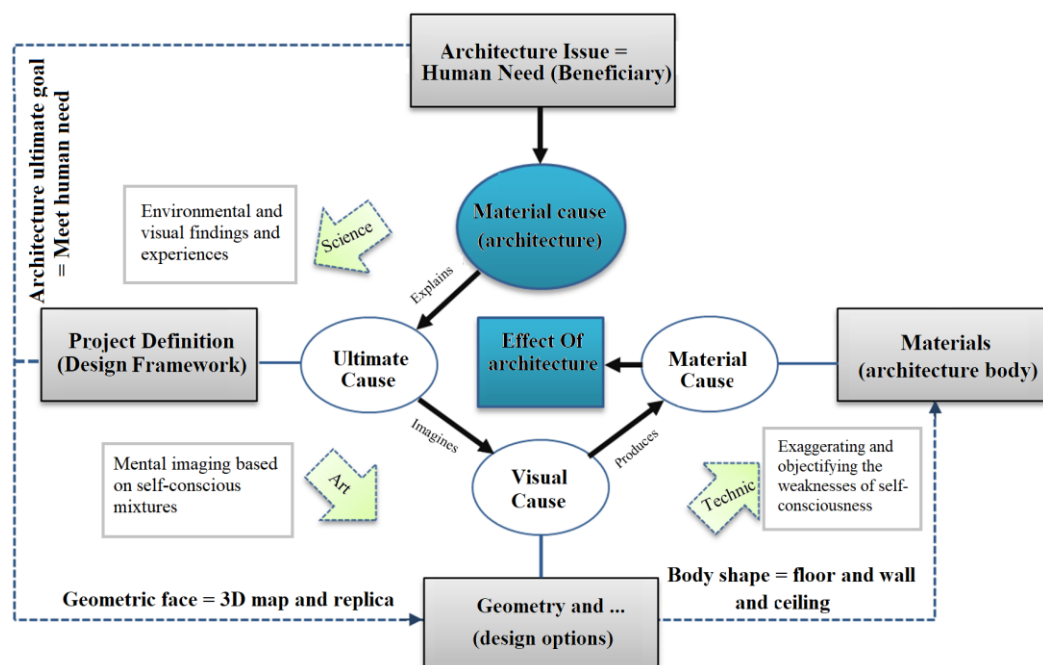 Architecture Issue =
Human Need (Beneficiary)
Architecture ultimate goal
= Meet human need
Material cause
(architecture)
Environmental and
visual findings and
experiences
Science
Explains
Project Definition
(Design Framework)
Ultimate
Cause
Effect Of
architecture
Material
Cause
Materials
(architecture body)
Imagines
Produces
Mental imaging based
on self-conscious
mixtures
Art
Visual
Cause
Technic
Exaggerating and
objectifying the
weaknesses of self-
consciousness
Geometric face = 3D map and replica
Geometry and ...
(design options)
Body shape = floor and wall
and ceiling